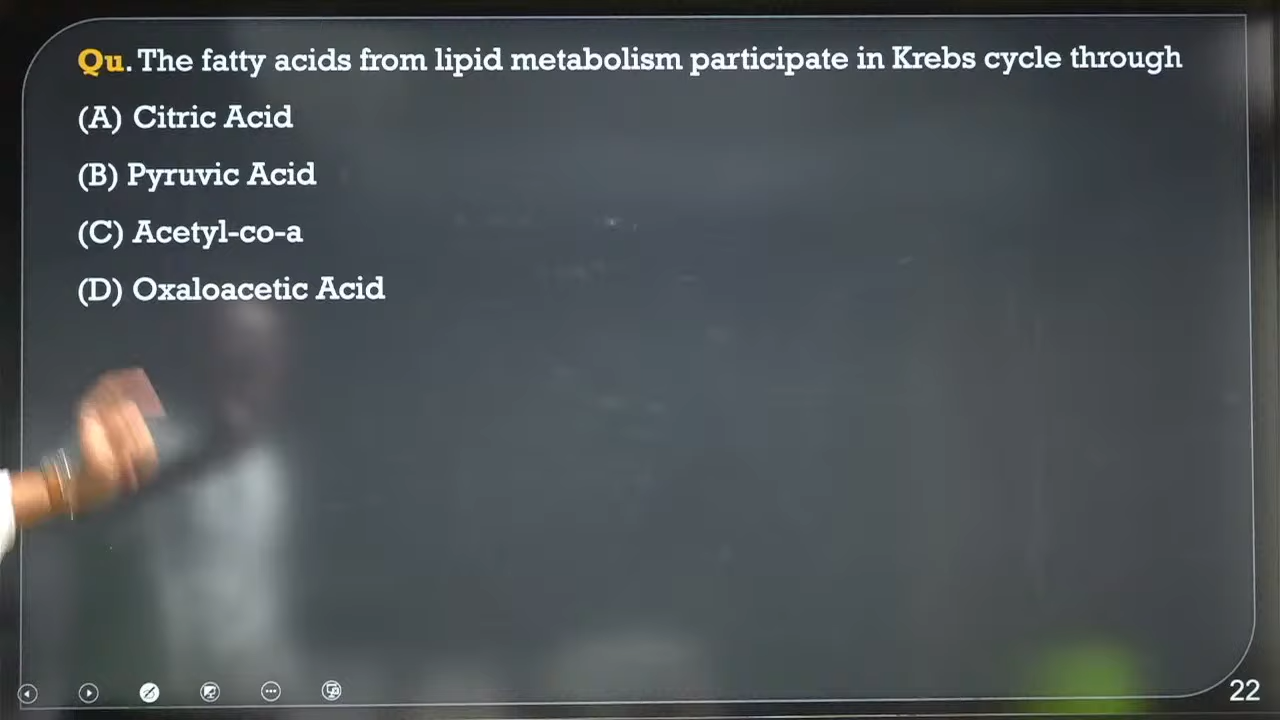 Qu. The fatty acids from lipid metabolism participate in Krebs cycle through
(A) Citric Acid
(B) Pyruvic Acid
(C) Acetyl-co-a
(D) Oxaloacetic Acid
22